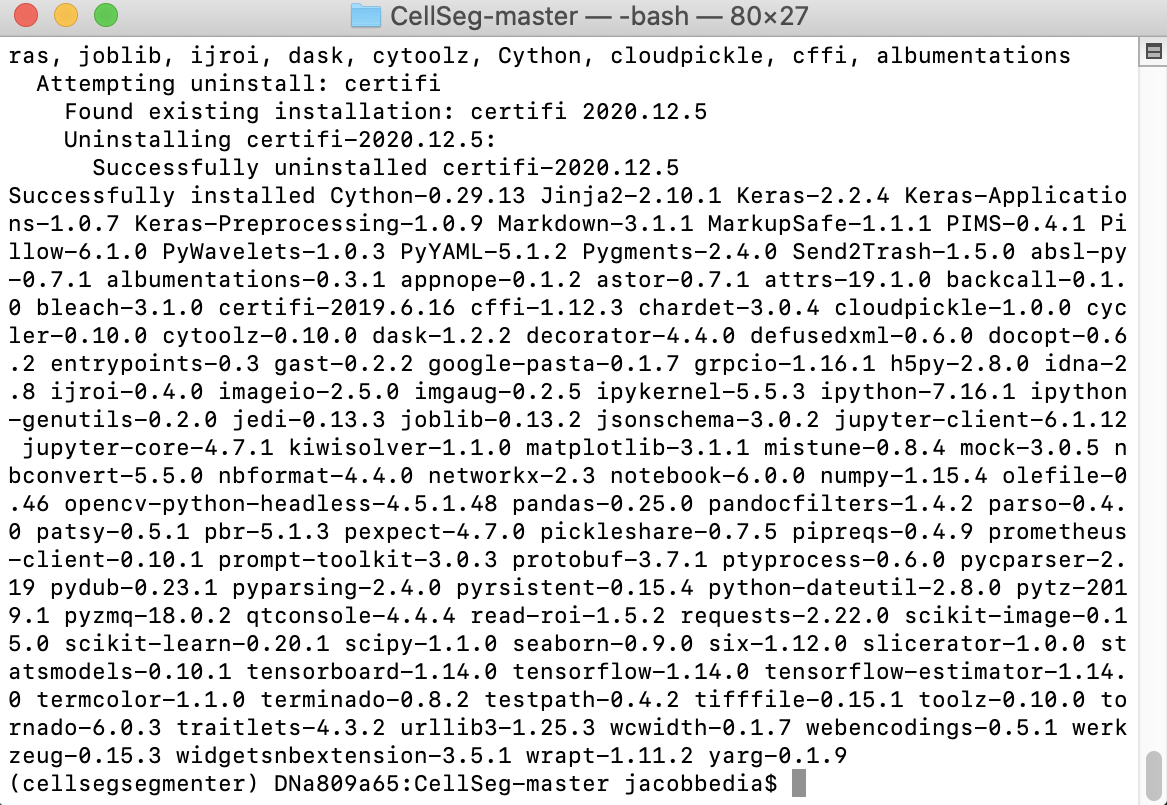 CellSeg-master — -bash — 80×27
ras, joblib, ijroi, dask, cytoolz, Cython, cloudpickle, cffi, albumentations
  Attempting uninstall: certifi
    Found existing installation: certifi 2020.12.5
    Uninstalling certifi-2020.12.5:
      Successfully uninstalled certifi-2020.12.5
Successfully installed Cython-0.29.13 Jinja2-2.10.1 Keras-2.2.4 Keras-Applicatio
ns-1.0.7 Keras-Preprocessing-1.0.9 Markdown-3.1.1 MarkupSafe-1.1.1 PIMS-0.4.1 Pi
llow-6.1.0 PyWavelets-1.0.3 PyYAML-5.1.2 Pygments-2.4.0 Send2Trash-1.5.0 absl-py
-0.7.1 albumentations-0.3.1 appnope-0.1.2 astor-0.7.1 attrs-19.1.0 backcall-0.1.
0 bleach-3.1.0 certifi-2019.6.16 cffi-1.12.3 chardet-3.0.4 cloudpickle-1.0.0 cyc
ler-0.10.0 cytoolz-0.10.0 dask-1.2.2 decorator-4.4.0 defusedxml-0.6.0 docopt-0.6
.2 entrypoints-0.3 gast-0.2.2 google-pasta-0.1.7 grpcio-1.16.1 h5py-2.8.0 idna-2
.8 ijroi-0.4.0 imageio-2.5.0 imgaug-0.2.5 ipykernel-5.5.3 ipython-7.16.1 ipython
-genutils-0.2.0 jedi-0.13.3 joblib-0.13.2 jsonschema-3.0.2 jupyter-client-6.1.12
 jupyter-core-4.7.1 kiwisolver-1.1.0 matplotlib-3.1.1 mistune-0.8.4 mock-3.0.5 n
bconvert-5.5.0 nbformat-4.4.0 networkx-2.3 notebook-6.0.0 numpy-1.15.4 olefile-0
.46 opencv-python-headless-4.5.1.48 pandas-0.25.0 pandocfilters-1.4.2 parso-0.4.
0 patsy-0.5.1 pbr-5.1.3 pexpect-4.7.0 pickleshare-0.7.5 pipreqs-0.4.9 prometheus
-client-0.10.1 prompt-toolkit-3.0.3 protobuf-3.7.1 ptyprocess-0.6.0 pycparser-2.
19 pydub-0.23.1 pyparsing-2.4.0 pyrsistent-0.15.4 python-dateutil-2.8.0 pytz-201
9.1 pyzmq-18.0.2 qtconsole-4.4.4 read-roi-1.5.2 requests-2.22.0 scikit-image-0.1
5.0 scikit-learn-0.20.1 scipy-1.1.0 seaborn-0.9.0 six-1.12.0 slicerator-1.0.0 st
atsmodels-0.10.1 tensorboard-1.14.0 tensorflow-1.14.0 tensorflow-estimator-1.14.
0 termcolor-1.1.0 terminado-0.8.2 testpath-0.4.2 tifffile-0.15.1 toolz-0.10.0 to
rnado-6.0.3 traitlets-4.3.2 urllib3-1.25.3 wcwidth-0.1.7 webencodings-0.5.1 werk
zeug-0.15.3 widgetsnbextension-3.5.1 wrapt-1.11.2 yarg-0.1.9
(cellsegsegmenter) DNa809a65:CellSeg-master jacobbedia$